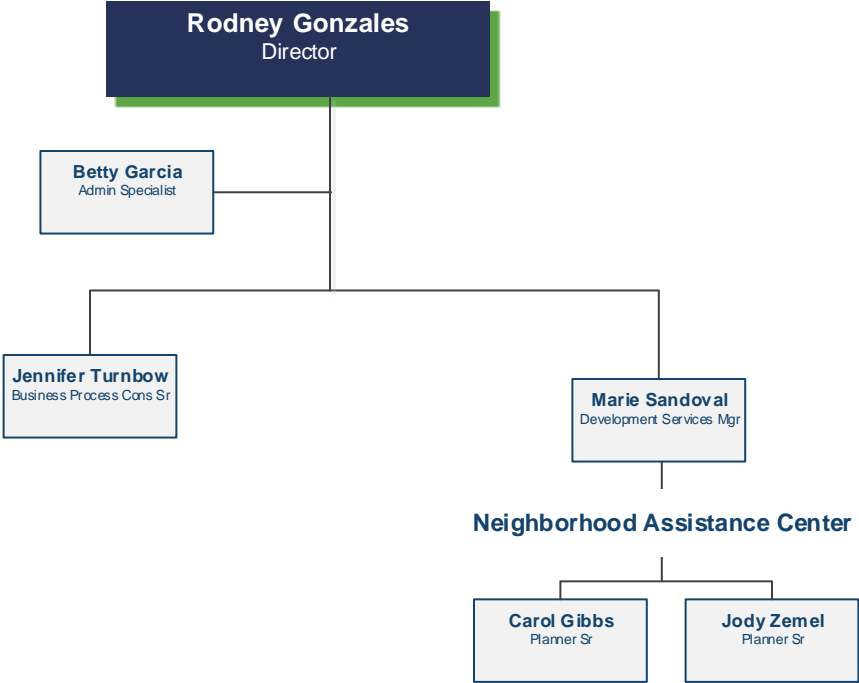 Rodney Gonzales
Director
Betty Garcia
Admin Specialist
Jennifer Turnbow
Business Process Cons Sr
Marie Sandoval
Development Services Mgr
Neighborhood Assistance Center
Carol Gibbs
Planner Sr
Jody Zemel
Planner Sr